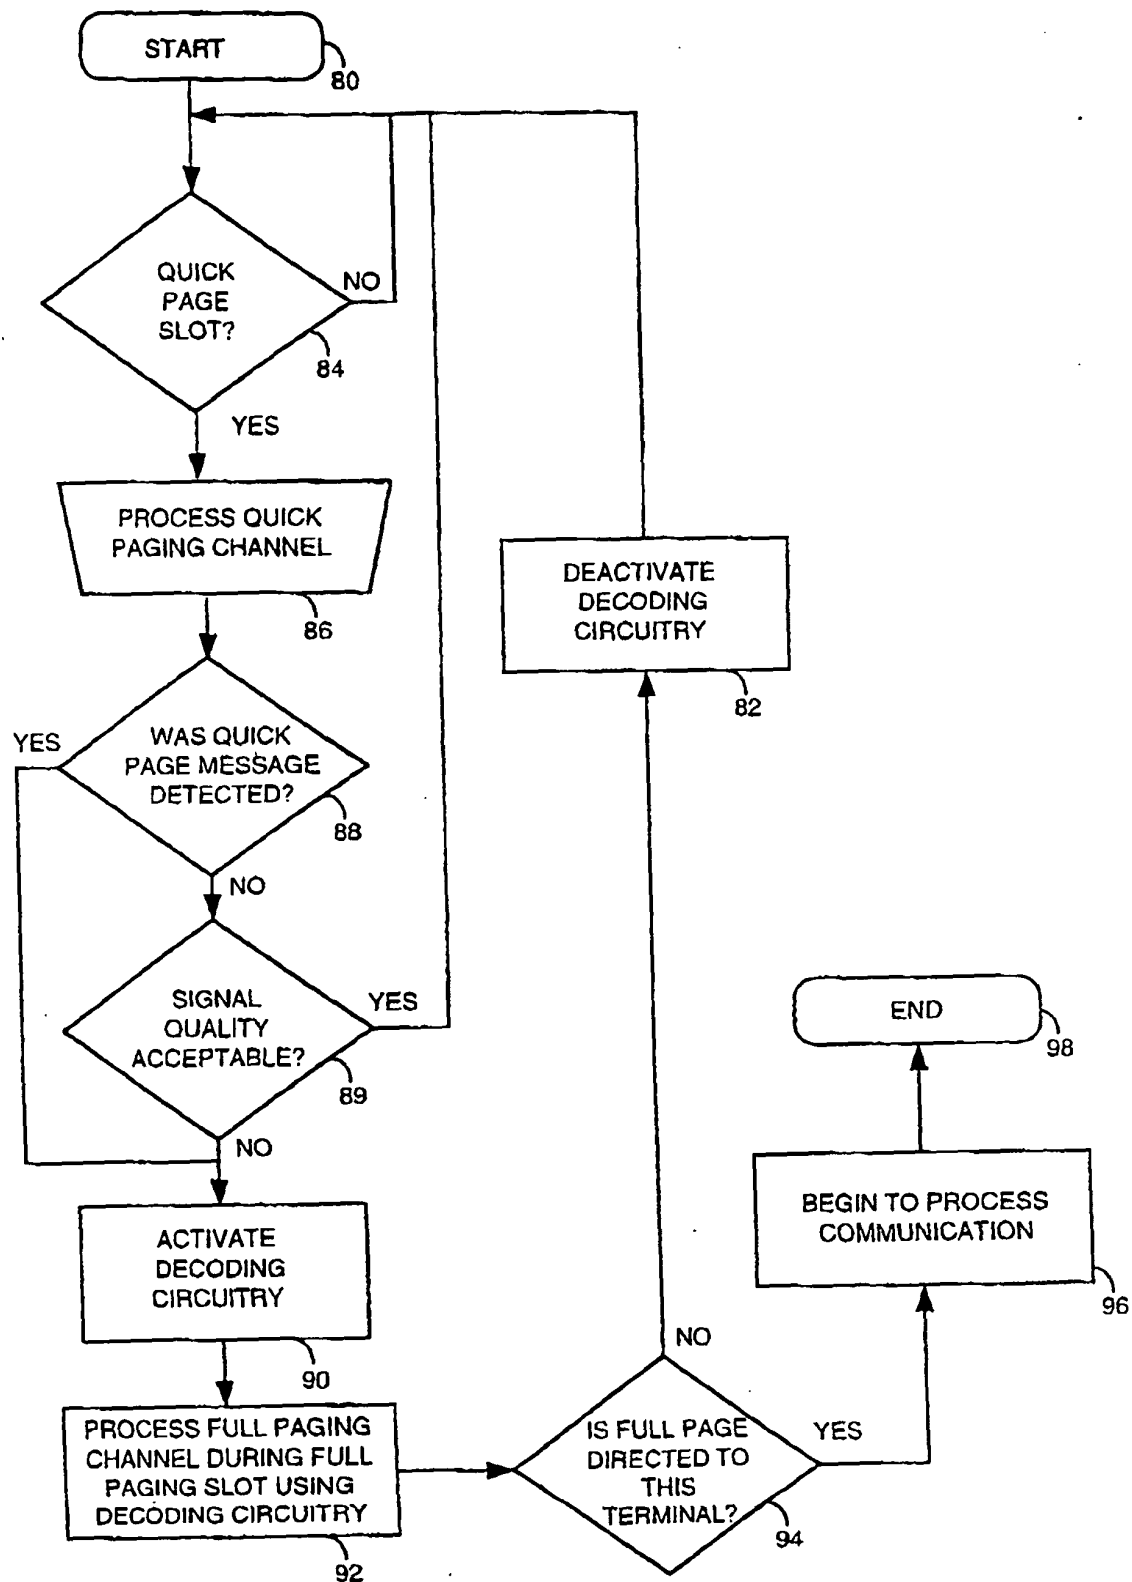 START
80
QUICK
PAGE
SLOT?
NO
84
YES
PROCESS QUICK
PAGING CHANNEL
86
DEACTIVATE
DECODING
CIRCUITRY
82
YES
WAS QUICK
PAGE MESSAGE
DETECTED?
88
NO
SIGNAL
QUALITY
ACCEPTABLE?
YES
89
NO
END
98
ACTIVATE
DECODING
CIRCUITRY
90
BEGIN TO PROCESS
COMMUNICATION
96
PROCESS FULL PAGING
CHANNEL DURING FULL
PAGING SLOT USING
DECODING CIRCUITRY
92
NO
IS FULL PAGE
DIRECTED TO
THIS
TERMINAL?
YES
94